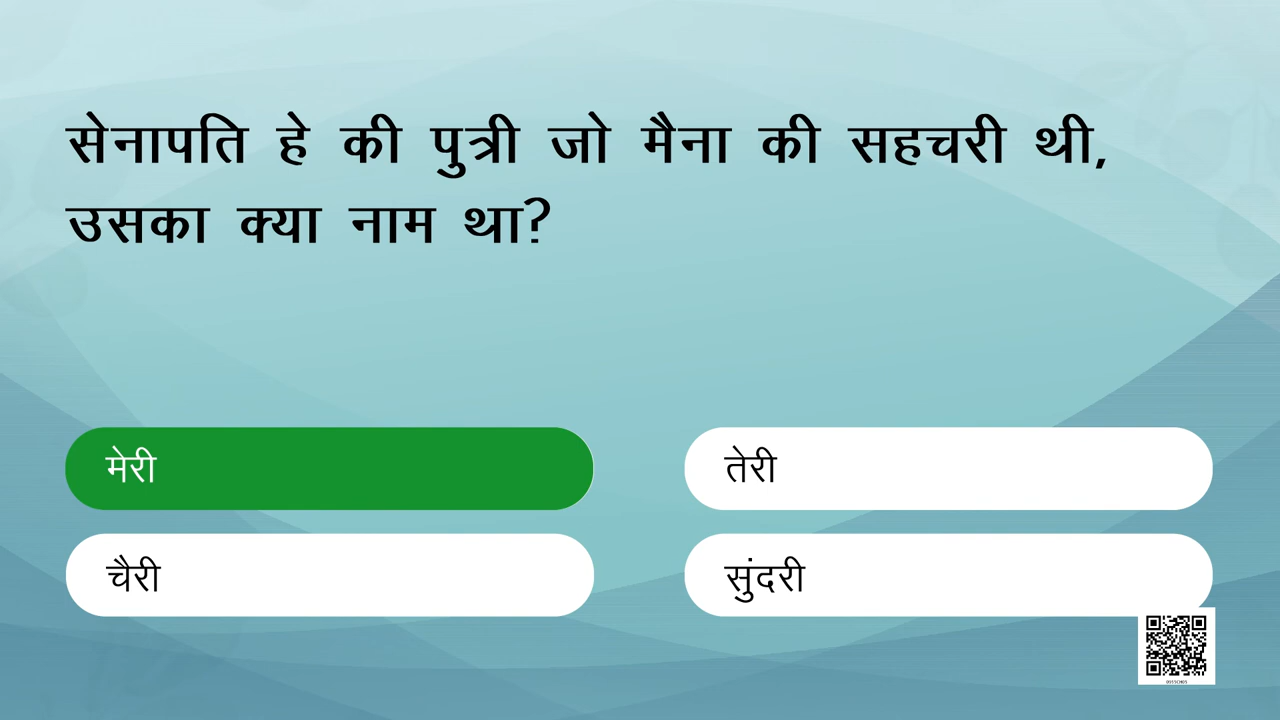 सेनापति हे की पुत्री जो मैना की सहचरी थी,
उसका क्या नाम था?
मेरी
तेरी
चैरी
सुंदरी